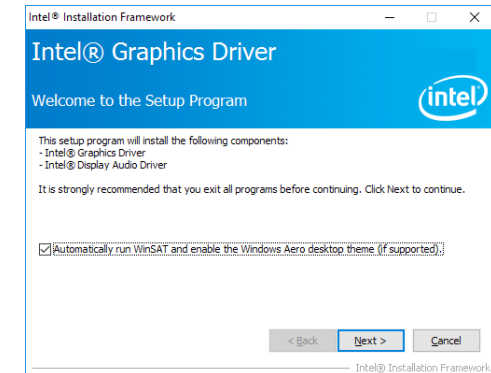 Intel® Installation Framework
Intel® Graphics Driver
Welcome to the Setup Program
intel
This setup program will install the following components:
- Intel® Graphics Driver
- Intel® Display Audio Driver
It is strongly recommended that you exit all programs before continuing. Click Next to continue.
Automatically run WinSAT and enable the Windows Aero desktop theme (if supported).
< Back
Next >
Cancel
Intel® Installation Framework